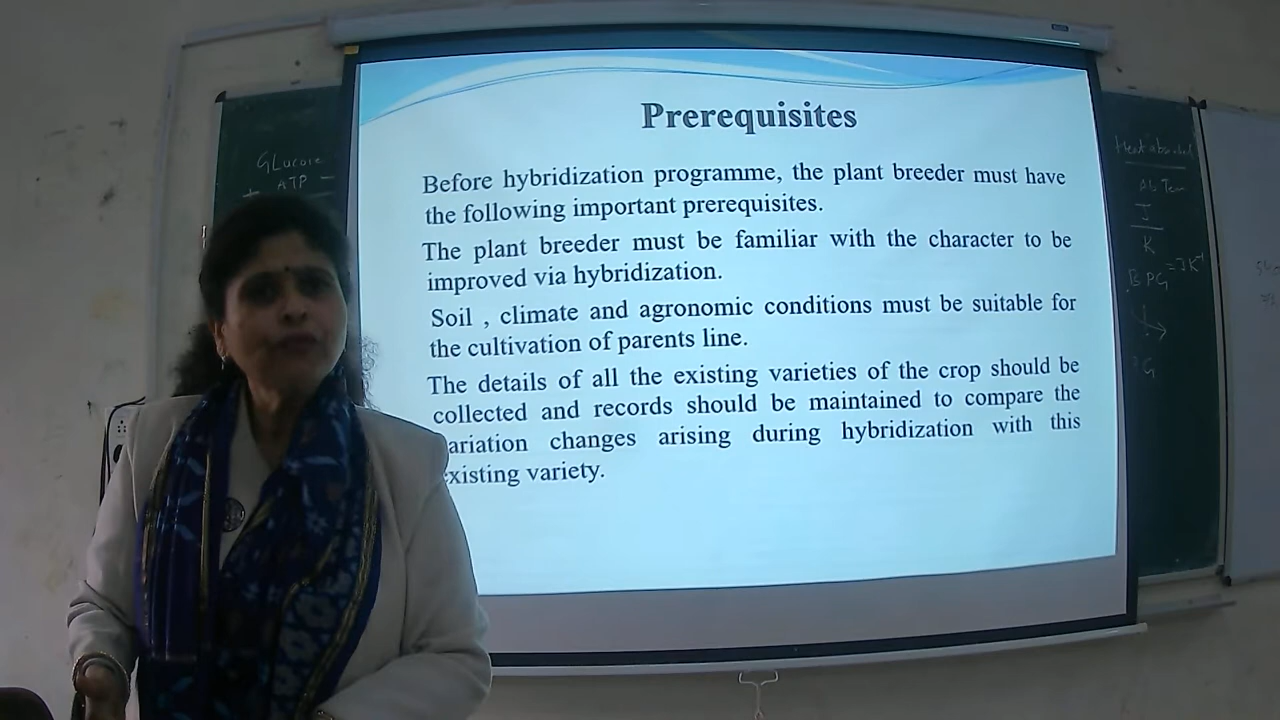 Prerequisites
Before hybridization programme, the plant breeder must have
the following important prerequisites.
The plant breeder must be familiar with the character to be
improved via hybridization.
Soil , climate and agronomic conditions must be suitable for
the cultivation of parents line.
The details of all the existing varieties of the crop should be
collected and records should be maintained to compare the
ariation changes arising during hybridization with this
xisting variety.
GLucose
ATP
Heat
J
K
= JK⁻¹
G